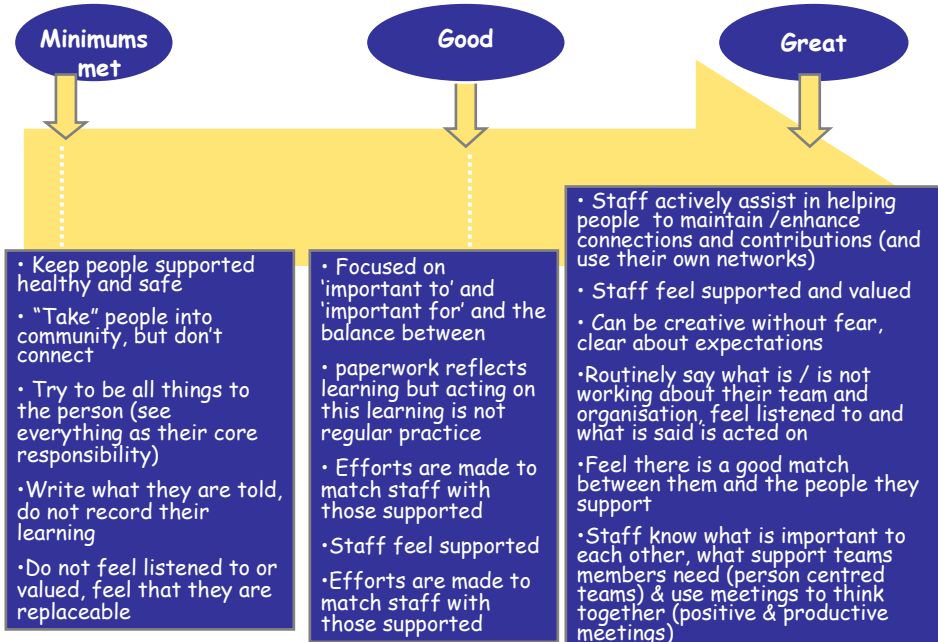 Minimums
met
Good
Great
• Keep people supported
healthy and safe
• “Take” people into
community, but don’t
connect
• Try to be all things to
the person (see
everything as their core
responsibility)
•Write what they are told,
do not record their
learning
•Do not feel listened to or
valued, feel that they are
replaceable
• Focused on
‘important to’ and
‘important for’ and the
balance between
• paperwork reflects
learning but acting on
this learning is not
regular practice
• Efforts are made to
match staff with
those supported
•Staff feel supported
•Efforts are made to
match staff with
those supported
• Staff actively assist in helping
people to maintain /enhance
connections and contributions (and
use their own networks)
• Staff feel supported and valued
• Can be creative without fear,
clear about expectations
•Routinely say what is / is not
working about their team and
organisation, feel listened to and
what is said is acted on
•Feel there is a good match
between them and the people they
support
•Staff know what is important to
each other, what support teams
members need (person centred
teams) & use meetings to think
together (positive & productive
meetings)